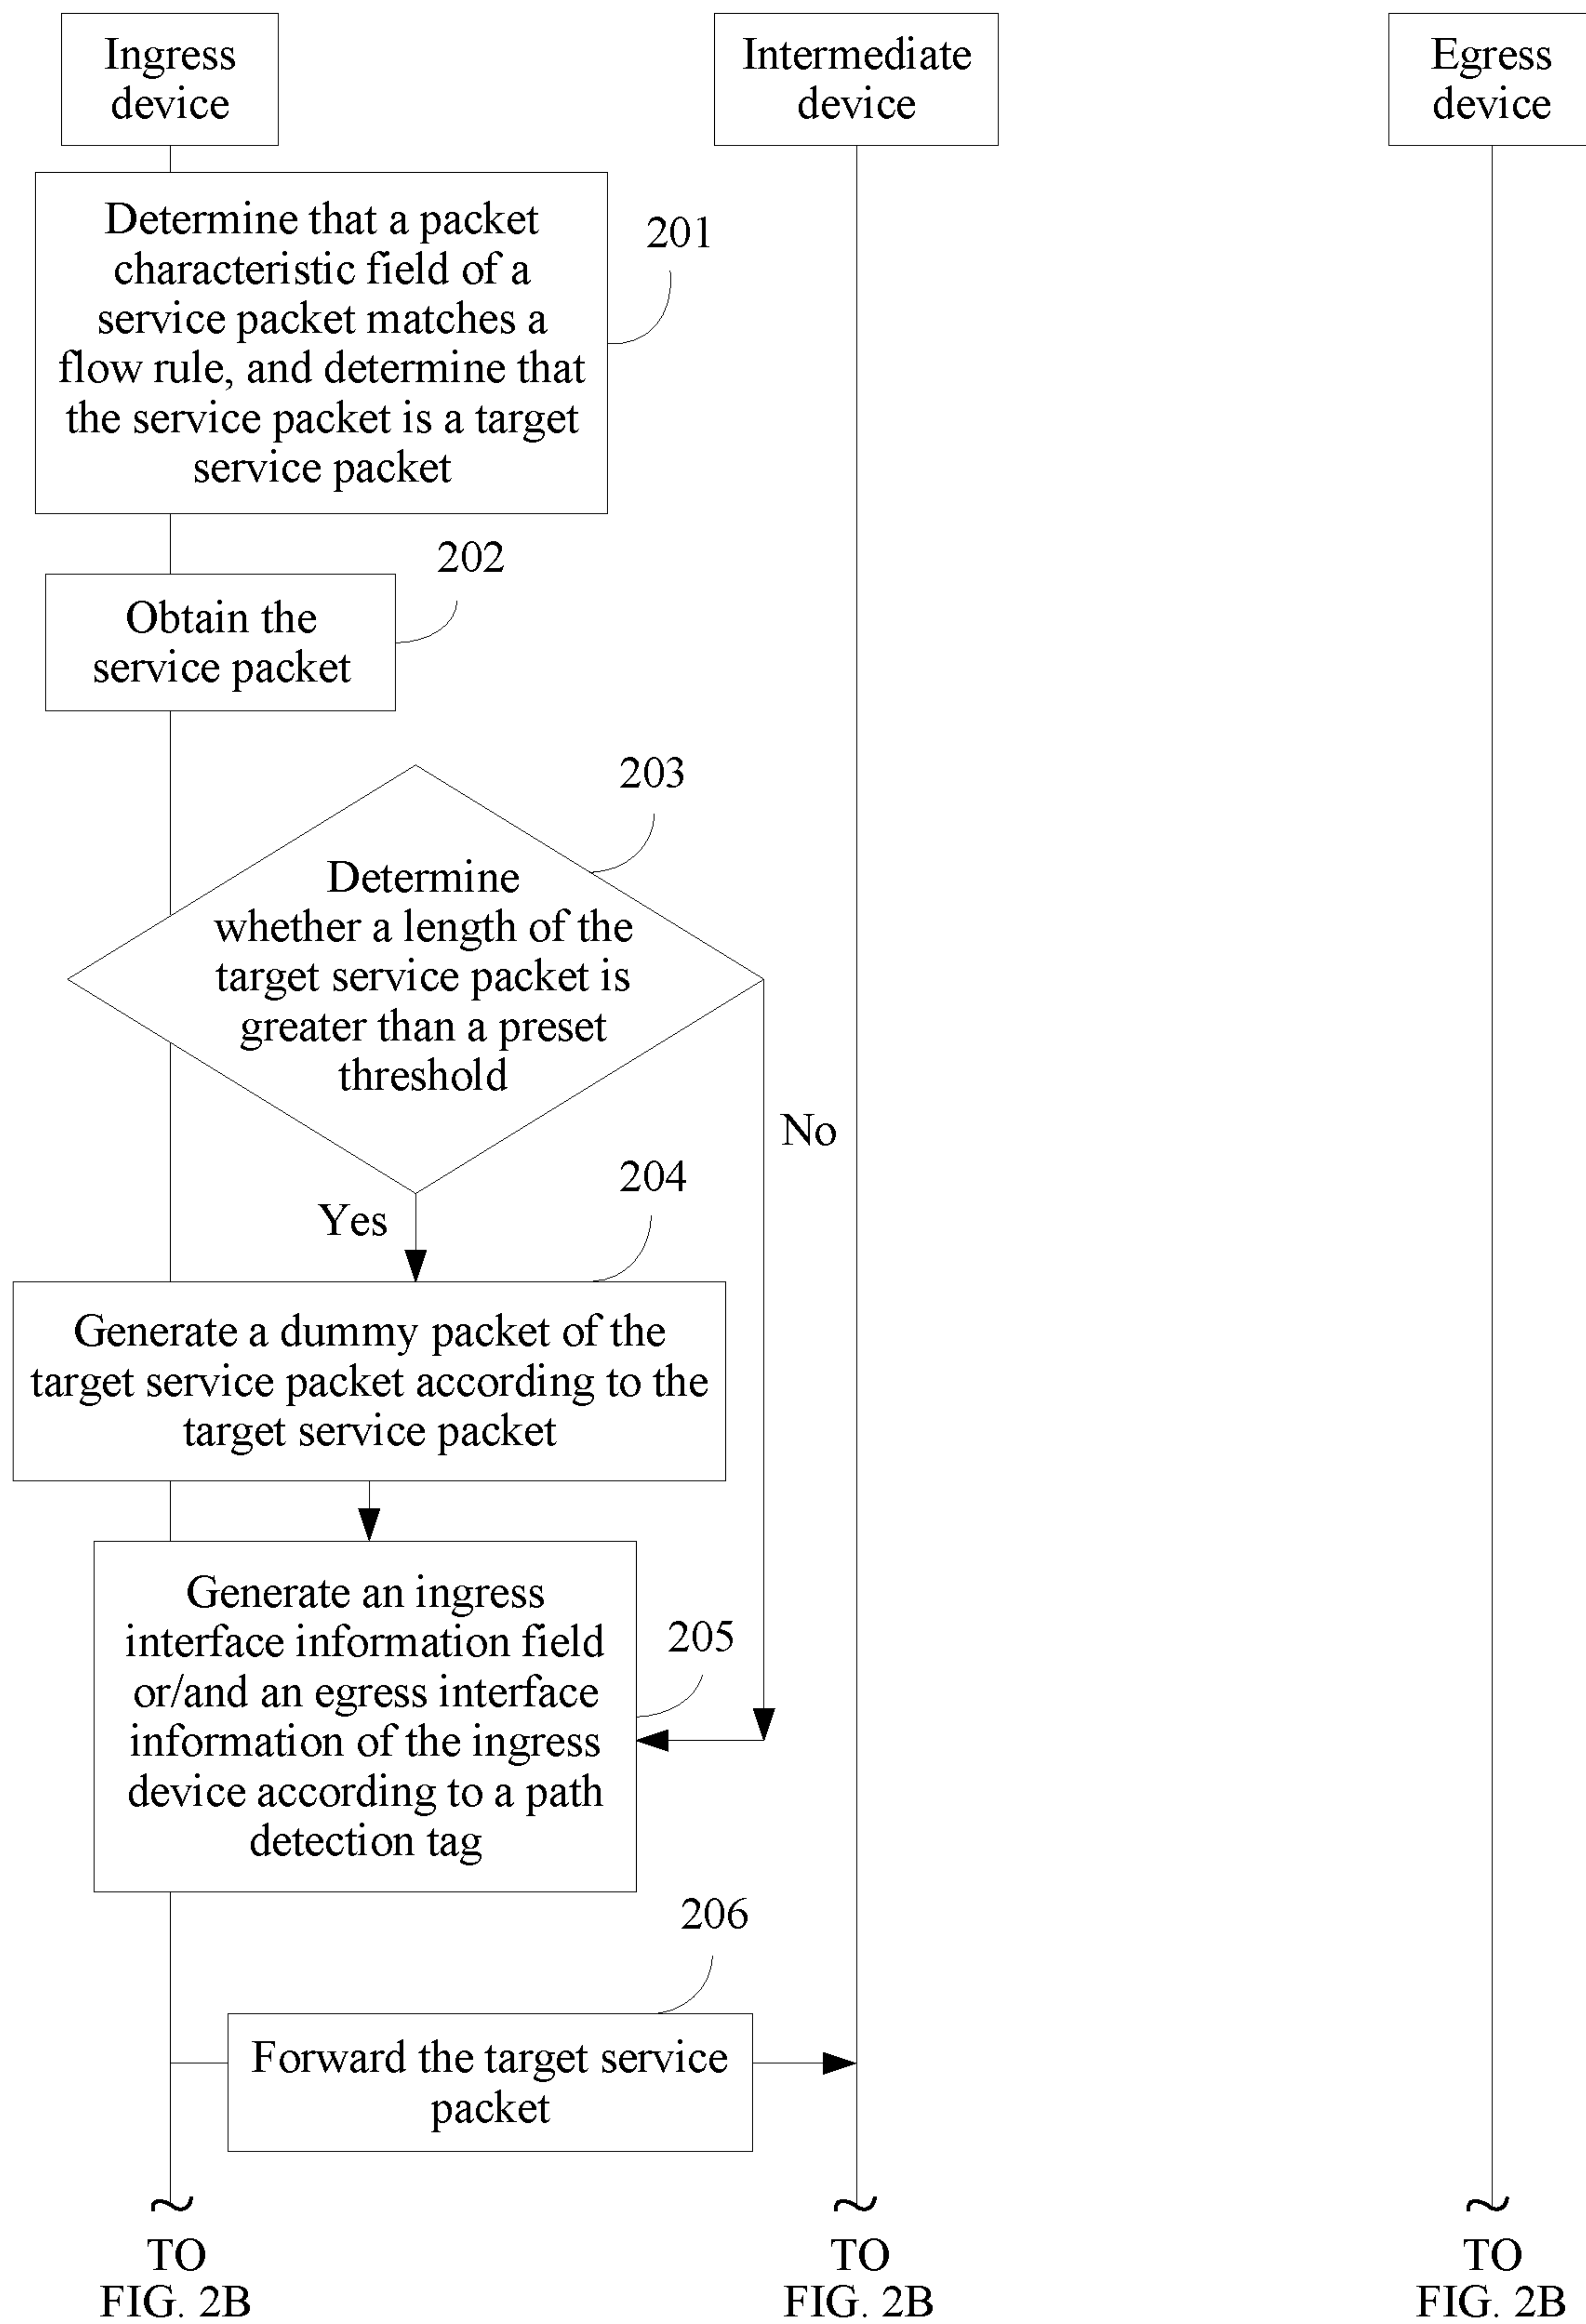 Ingress
device
Intermediate
device
Egress
device
Determine that a packet
characteristic field of a
service packet matches a
flow rule, and determine that
the service packet is a target
service packet
201
202
Obtain the
service packet
203
Determine
whether a length of the
target service packet is
greater than a preset
threshold
No
Yes
204
Generate a dummy packet of the
target service packet according to the
target service packet
Generate an ingress
interface information field
or/and an egress interface
information of the ingress
device according to a path
detection tag
205
206
Forward the target service
packet
TO
FIG. 2B
TO
FIG. 2B
TO
FIG. 2B